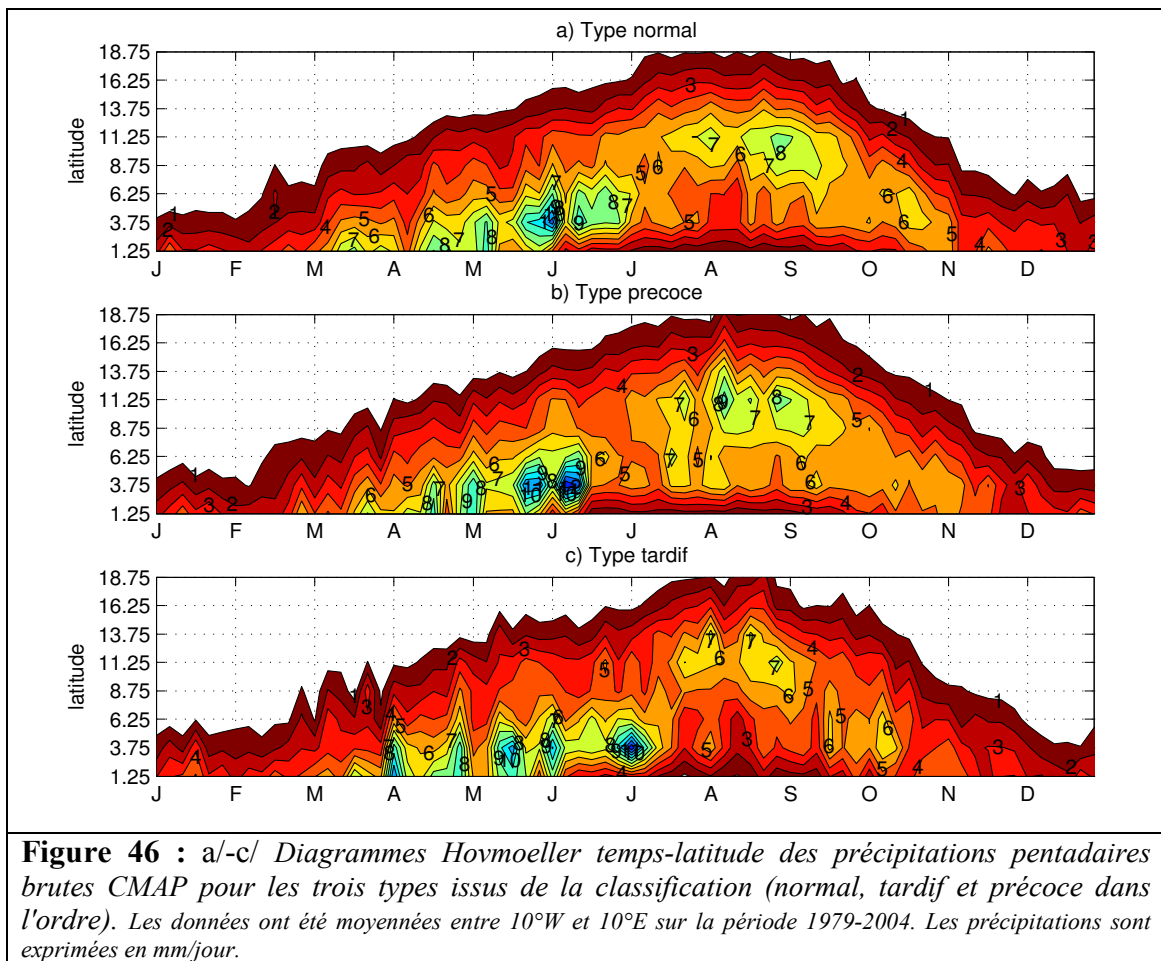 a) Type normal
18.75
16.25
13.75
11.25
8.75
6.25
3.75
1.25
latitude
J F M A M J J A S O N D
b) Type precoce
18.75
16.25
13.75
11.25
8.75
6.25
3.75
1.25
latitude
J F M A M J J A S O N D
c) Type tardif
18.75
16.25
13.75
11.25
8.75
6.25
3.75
1.25
latitude
J F M A M J J A S O N D
Figure 46 : a/-c/ Diagrammes Hovmoeller temps-latitude des précipitations pentadaires
brutes CMAP pour les trois types issus de la classification (normal, tardif et précoce dans
l'ordre). Les données ont été moyennées entre 10°W et 10°E sur la période 1979-2004. Les précipitations sont
exprimées en mm/jour.